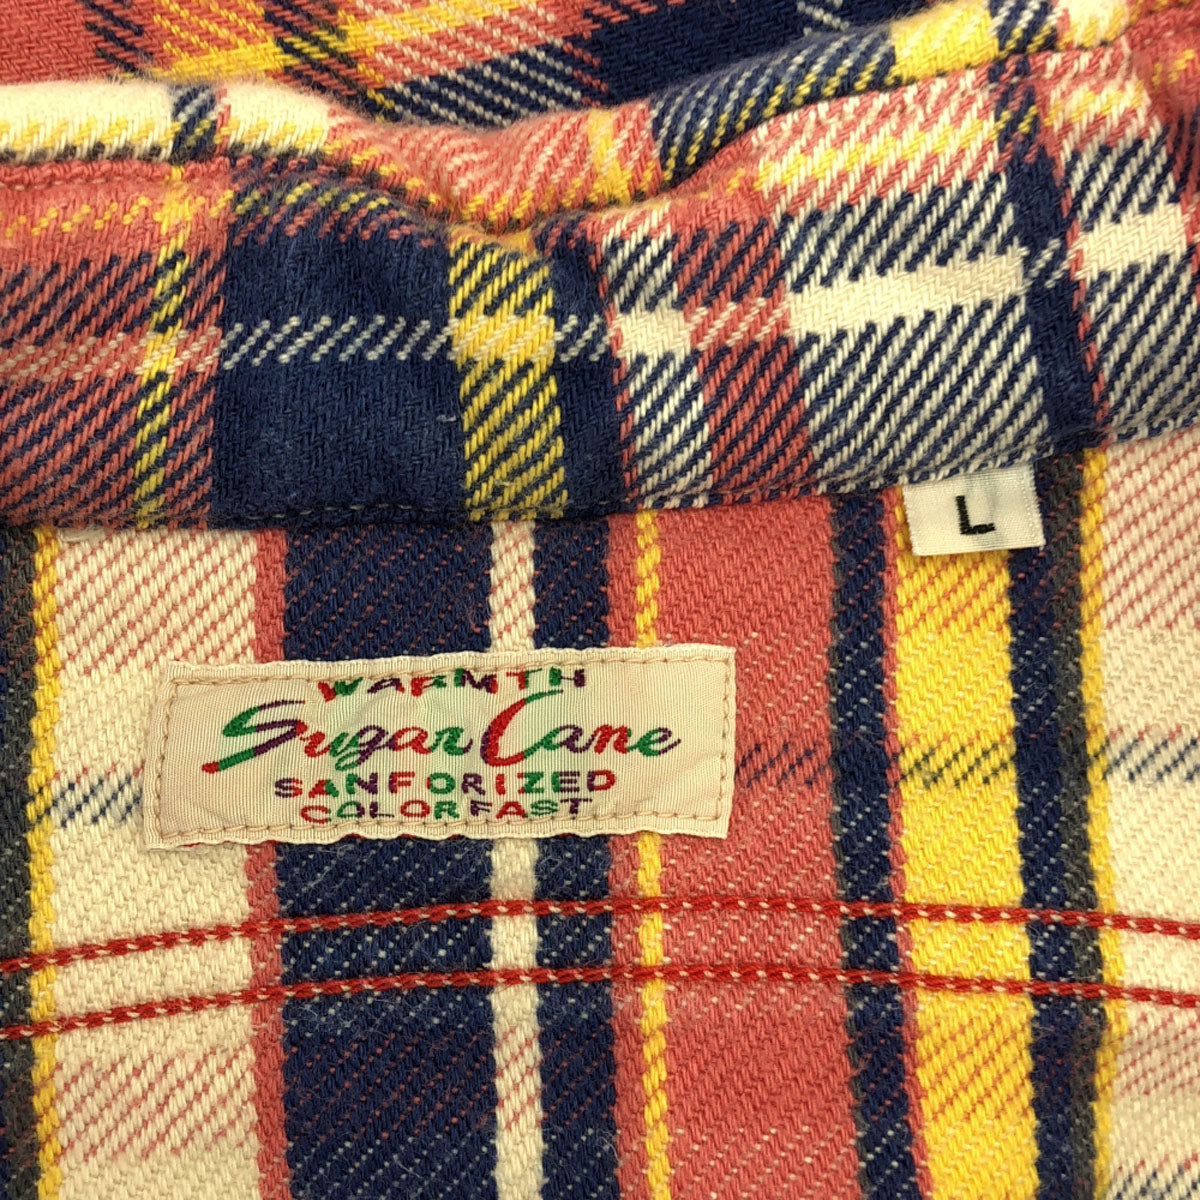 L
WARMTH
Sugar Cane
SANFORIZED
COLORFAST